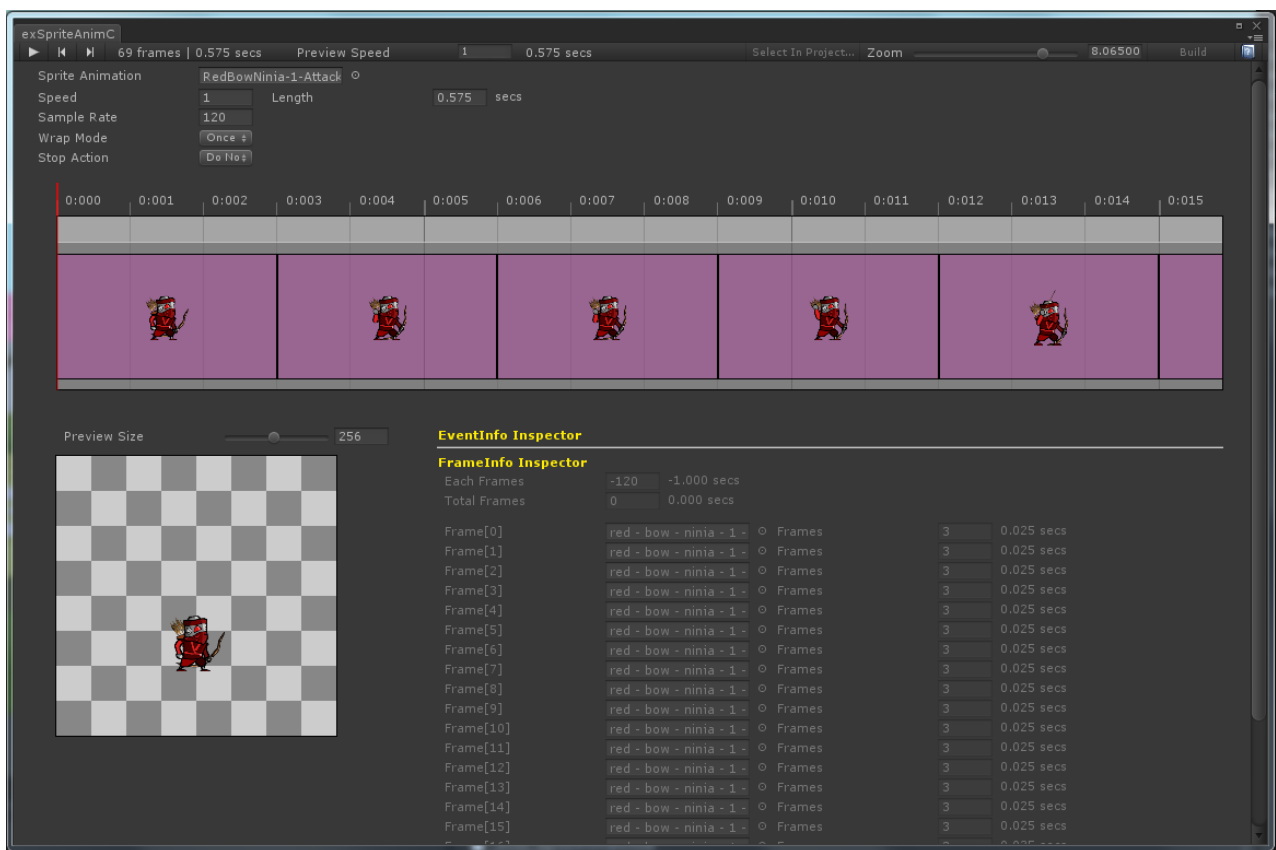 exSpriteAnimC
69 frames | 0.575 secs Preview Speed 1 0.575 secs Select In Project... Zoom 8.06500 Build
Sprite Animation RedBowNinia-1-Attack
Speed 1 Length 0.575 secs
Sample Rate 120
Wrap Mode Once
Stop Action Do No
0:000 0:001 0:002 0:003 0:004 0:005 0:006 0:007 0:008 0:009 0:010 0:011 0:012 0:013 0:014 0:015
Preview Size 256
EventInfo Inspector
FrameInfo Inspector
Each Frames -120 -1.000 secs
Total Frames 0 0.000 secs
Frame[0] red - bow - ninia - 1 - Frames 3 0.025 secs
Frame[1] red - bow - ninia - 1 - Frames 3 0.025 secs
Frame[2] red - bow - ninia - 1 - Frames 3 0.025 secs
Frame[3] red - bow - ninia - 1 - Frames 3 0.025 secs
Frame[4] red - bow - ninia - 1 - Frames 3 0.025 secs
Frame[5] red - bow - ninia - 1 - Frames 3 0.025 secs
Frame[6] red - bow - ninia - 1 - Frames 3 0.025 secs
Frame[7] red - bow - ninia - 1 - Frames 3 0.025 secs
Frame[8] red - bow - ninia - 1 - Frames 3 0.025 secs
Frame[9] red - bow - ninia - 1 - Frames 3 0.025 secs
Frame[10] red - bow - ninia - 1 - Frames 3 0.025 secs
Frame[11] red - bow - ninia - 1 - Frames 3 0.025 secs
Frame[12] red - bow - ninia - 1 - Frames 3 0.025 secs
Frame[13] red - bow - ninia - 1 - Frames 3 0.025 secs
Frame[14] red - bow - ninia - 1 - Frames 3 0.025 secs
Frame[15] red - bow - ninia - 1 - Frames 3 0.025 secs